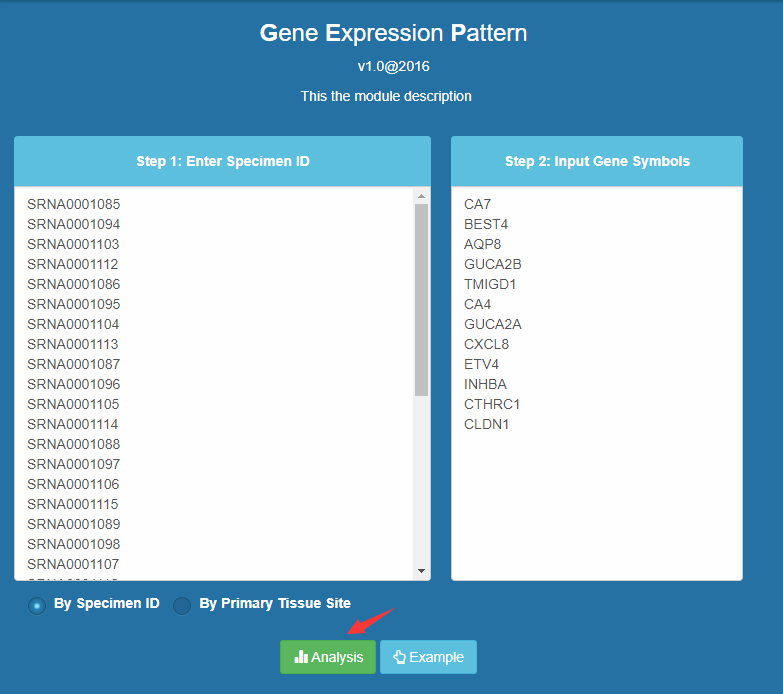 Gene Expression Pattern
v1.0@2016
This the module description
Step 1: Enter Specimen ID
SRNA0001085
SRNA0001094
SRNA0001103
SRNA0001112
SRNA0001086
SRNA0001095
SRNA0001104
SRNA0001113
SRNA0001087
SRNA0001096
SRNA0001105
SRNA0001114
SRNA0001088
SRNA0001097
SRNA0001106
SRNA0001115
SRNA0001089
SRNA0001098
SRNA0001107
Step 2: Input Gene Symbols
CA7
BEST4
AQP8
GUCA2B
TMIGD1
CA4
GUCA2A
CXCL8
ETV4
INHBA
CTHRC1
CLDN1
By Specimen ID By Primary Tissue Site
Analysis Example